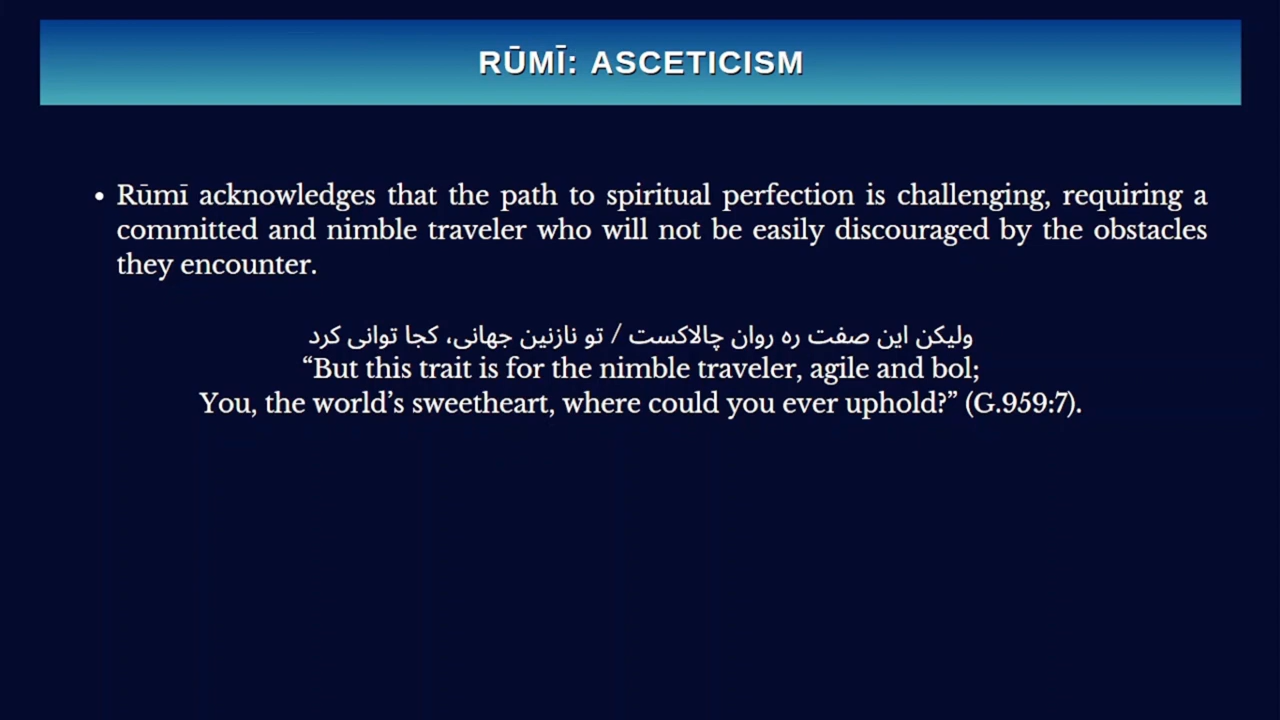 RŪMĪ: ASCETICISM
• Rūmī acknowledges that the path to spiritual perfection is challenging, requiring a
committed and nimble traveler who will not be easily discouraged by the obstacles
they encounter.
ولیکن این صفت ره روان چالاکست / تو نازنین جهانی، کجا توانی کرد
“But this trait is for the nimble traveler, agile and bol;
You, the world’s sweetheart, where could you ever uphold?” (G.959:7).